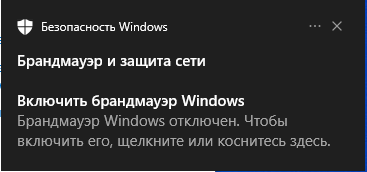 Безопасность Windows
Брандмауэр и защита сети
Включить брандмауэр Windows
Брандмауэр Windows отключен. Чтобы
включить его, щелкните или коснитесь здесь.